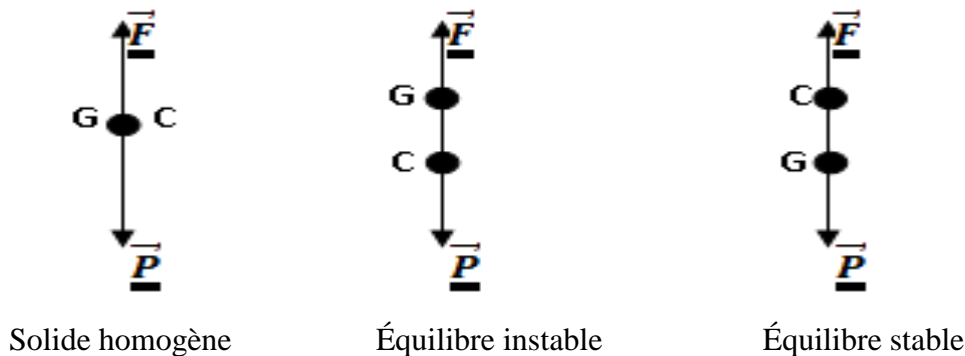 F F F
G C G C
C G
P P P
Solide homogène Équilibre instable Équilibre stable